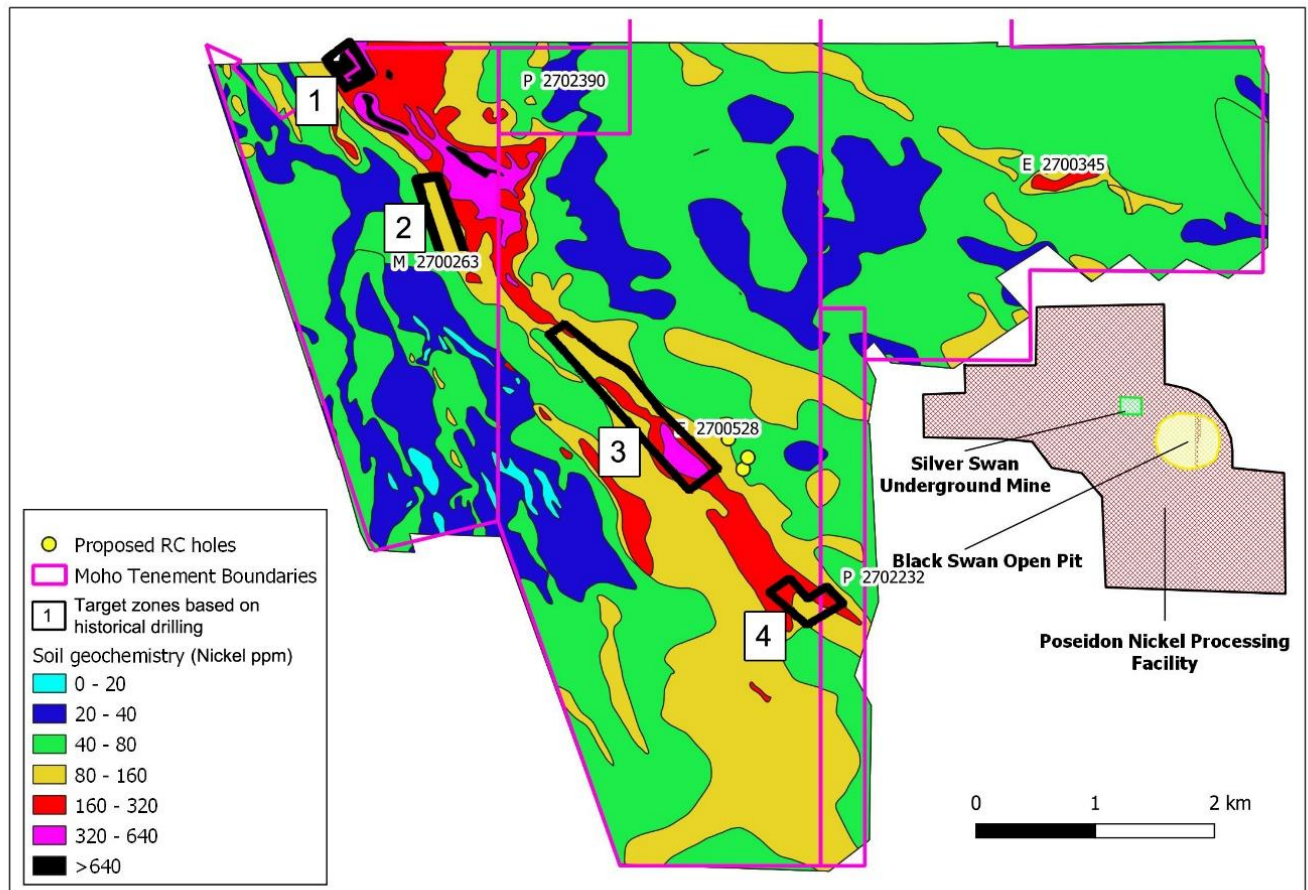 1
P 2702390
E 2700345
2
M 2700263
3
2700528
Silver Swan
Underground Mine
Black Swan Open Pit
P 2702232
4
Poseidon Nickel Processing
Facility
Proposed RC holes
Moho Tenement Boundaries
1
Target zones based on
historical drilling
Soil geochemistry (Nickel ppm)
0 - 20
20 - 40
40 - 80
80 - 160
160 - 320
320 - 640
>640
0 1 2 km